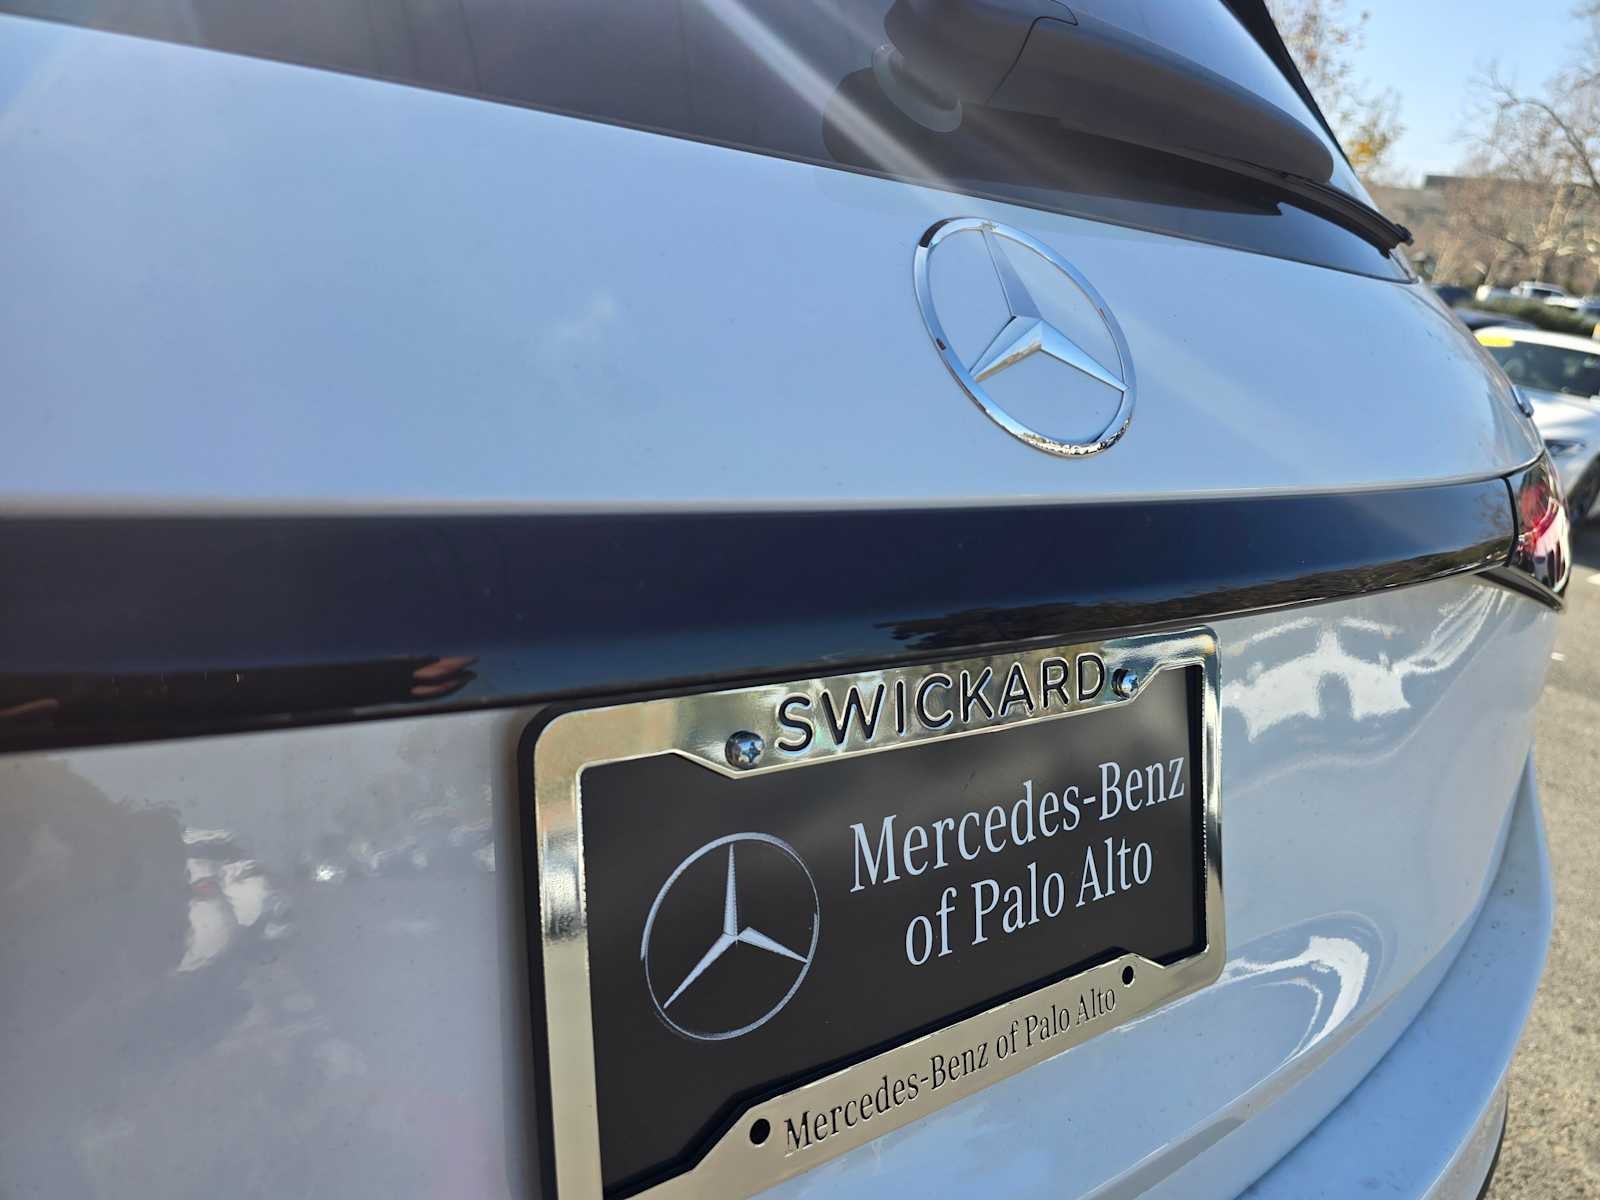 SWICKARD
Mercedes-Benz
of Palo Alto
Mercedes-Benz of Palo Alto